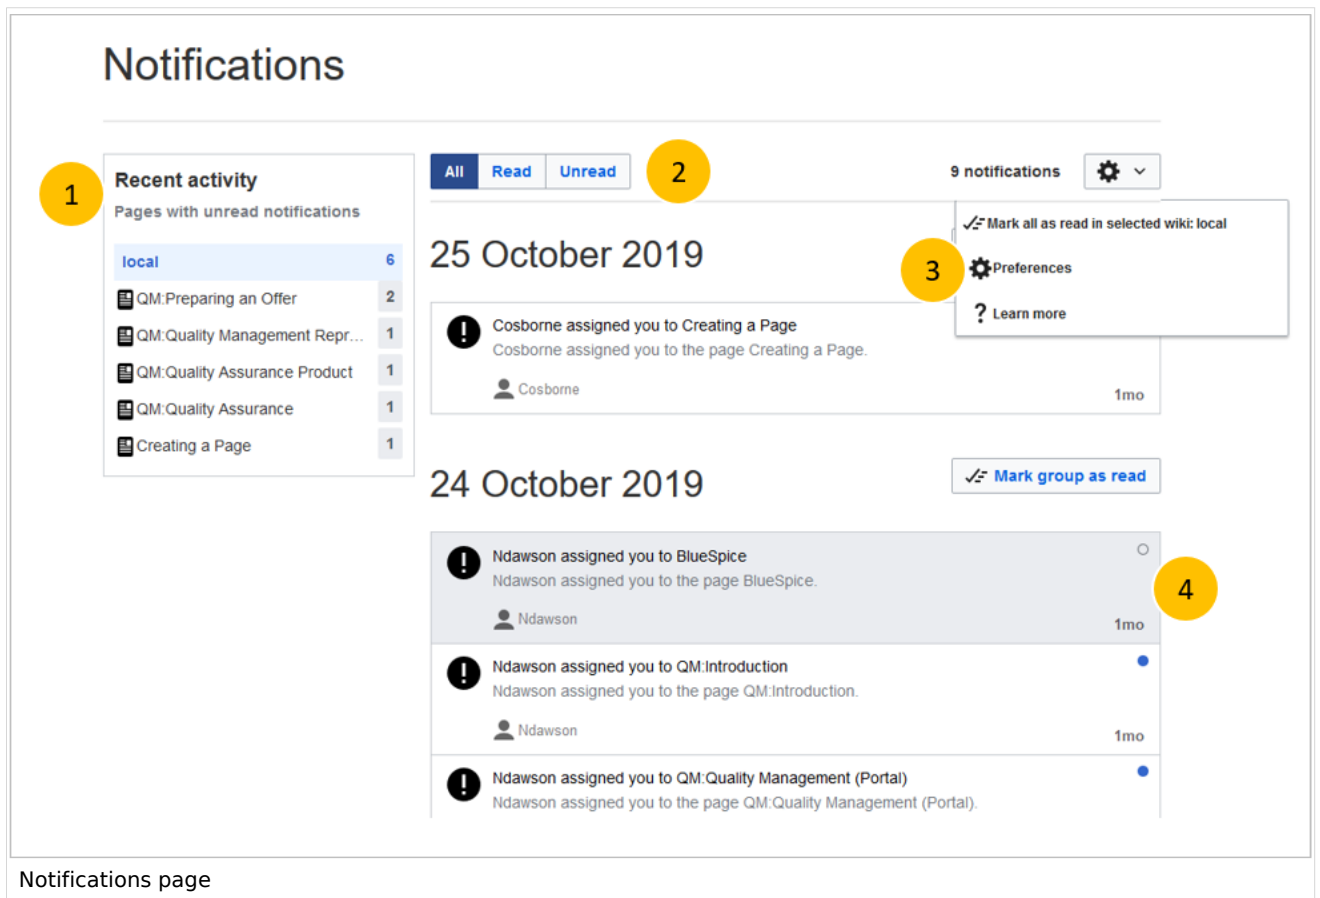 Notifications
1
Recent activity
Pages with unread notifications
local 6
QM:Preparing an Offer 2
QM:Quality Management Repr... 1
QM:Quality Assurance Product 1
QM:Quality Assurance 1
Creating a Page 1
All Read Unread
2
9 notifications
Mark all as read in selected wiki: local
3
Preferences
? Learn more
25 October 2019
Cosborne assigned you to Creating a Page
Cosborne assigned you to the page Creating a Page.
Cosborne
1mo
24 October 2019
Mark group as read
Ndawson assigned you to BlueSpice
Ndawson assigned you to the page BlueSpice.
Ndawson
1mo
4
Ndawson assigned you to QM:Introduction
Ndawson assigned you to the page QM:Introduction.
Ndawson
1mo
Ndawson assigned you to QM:Quality Management (Portal)
Ndawson assigned you to the page QM:Quality Management (Portal).
Notifications page